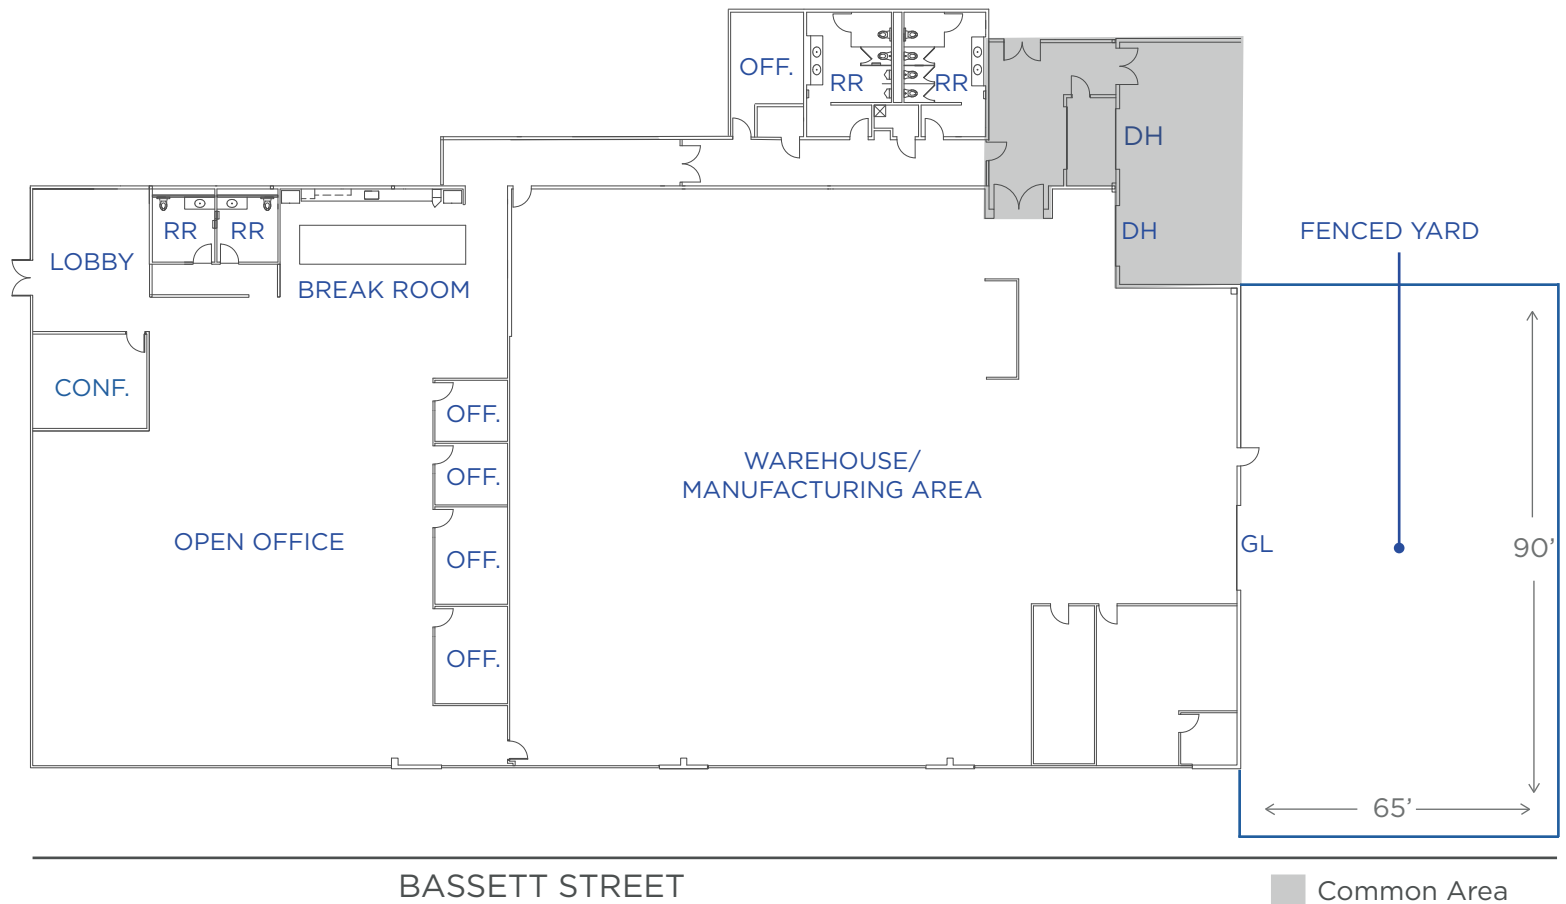 OFF.
RR
RR
DH
DH
RR
RR
LOBBY
BREAK ROOM
FENCED YARD
CONF.
OFF.
OFF.
OFF.
OFF.
OPEN OFFICE
WAREHOUSE/
MANUFACTURING AREA
GL
90’
65’
BASSETT STREET
Common Area